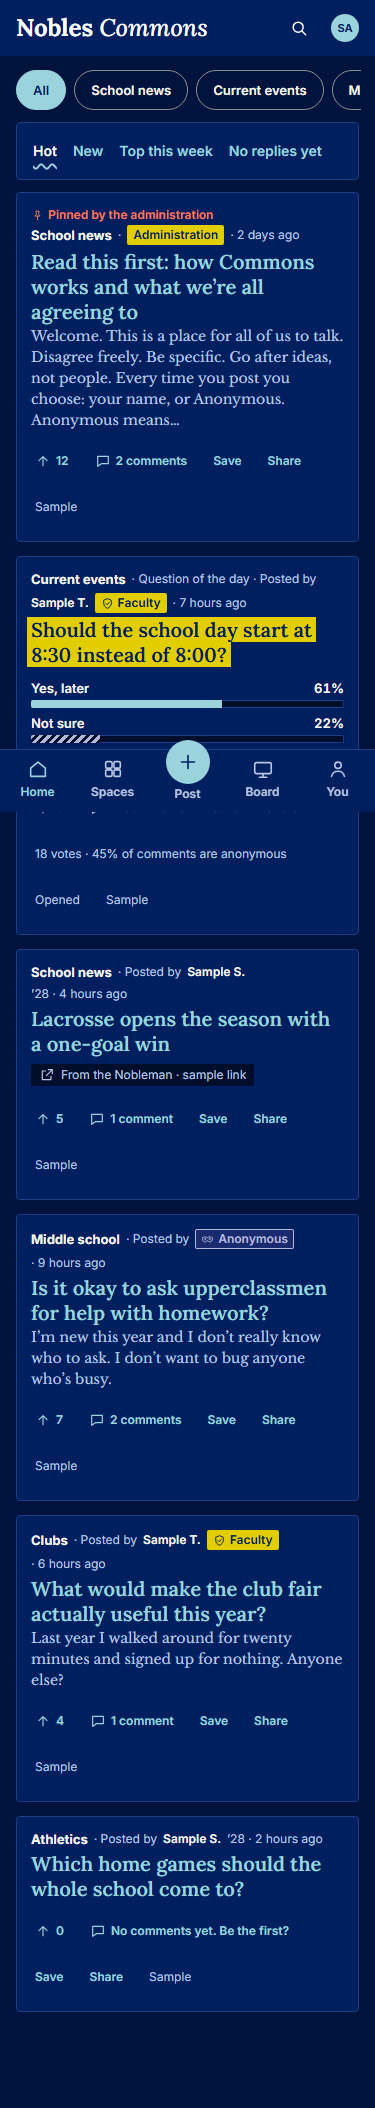 Nobles Commons
SA
All
School news
Current events
M
Hot
New
Top this week
No replies yet
Pinned by the administration
School news · Administration · 2 days ago
Read this first: how Commons
works and what we’re all
agreeing to
Welcome. This is a place for all of us to talk.
Disagree freely. Be specific. Go after ideas,
not people. Every time you post you
choose: your name, or Anonymous.
Anonymous means…
12
2 comments
Save
Share
Sample
Current events · Question of the day · Posted by
Sample T. Faculty · 7 hours ago
Should the school day start at
8:30 instead of 8:00?
Yes, later 61%
Not sure 22%
Home
Spaces
Post
Board
You
18 votes · 45% of comments are anonymous
Opened
Sample
School news · Posted by Sample S.
’28 · 4 hours ago
Lacrosse opens the season with
a one-goal win
From the Nobleman · sample link
5
1 comment
Save
Share
Sample
Middle school · Posted by Anonymous
· 9 hours ago
Is it okay to ask upperclassmen
for help with homework?
I’m new this year and I don’t really know
who to ask. I don’t want to bug anyone
who’s busy.
7
2 comments
Save
Share
Sample
Clubs · Posted by Sample T. Faculty
· 6 hours ago
What would make the club fair
actually useful this year?
Last year I walked around for twenty
minutes and signed up for nothing. Anyone
else?
4
1 comment
Save
Share
Sample
Athletics · Posted by Sample S. ’28 · 2 hours ago
Which home games should the
whole school come to?
0
No comments yet. Be the first?
Save
Share
Sample